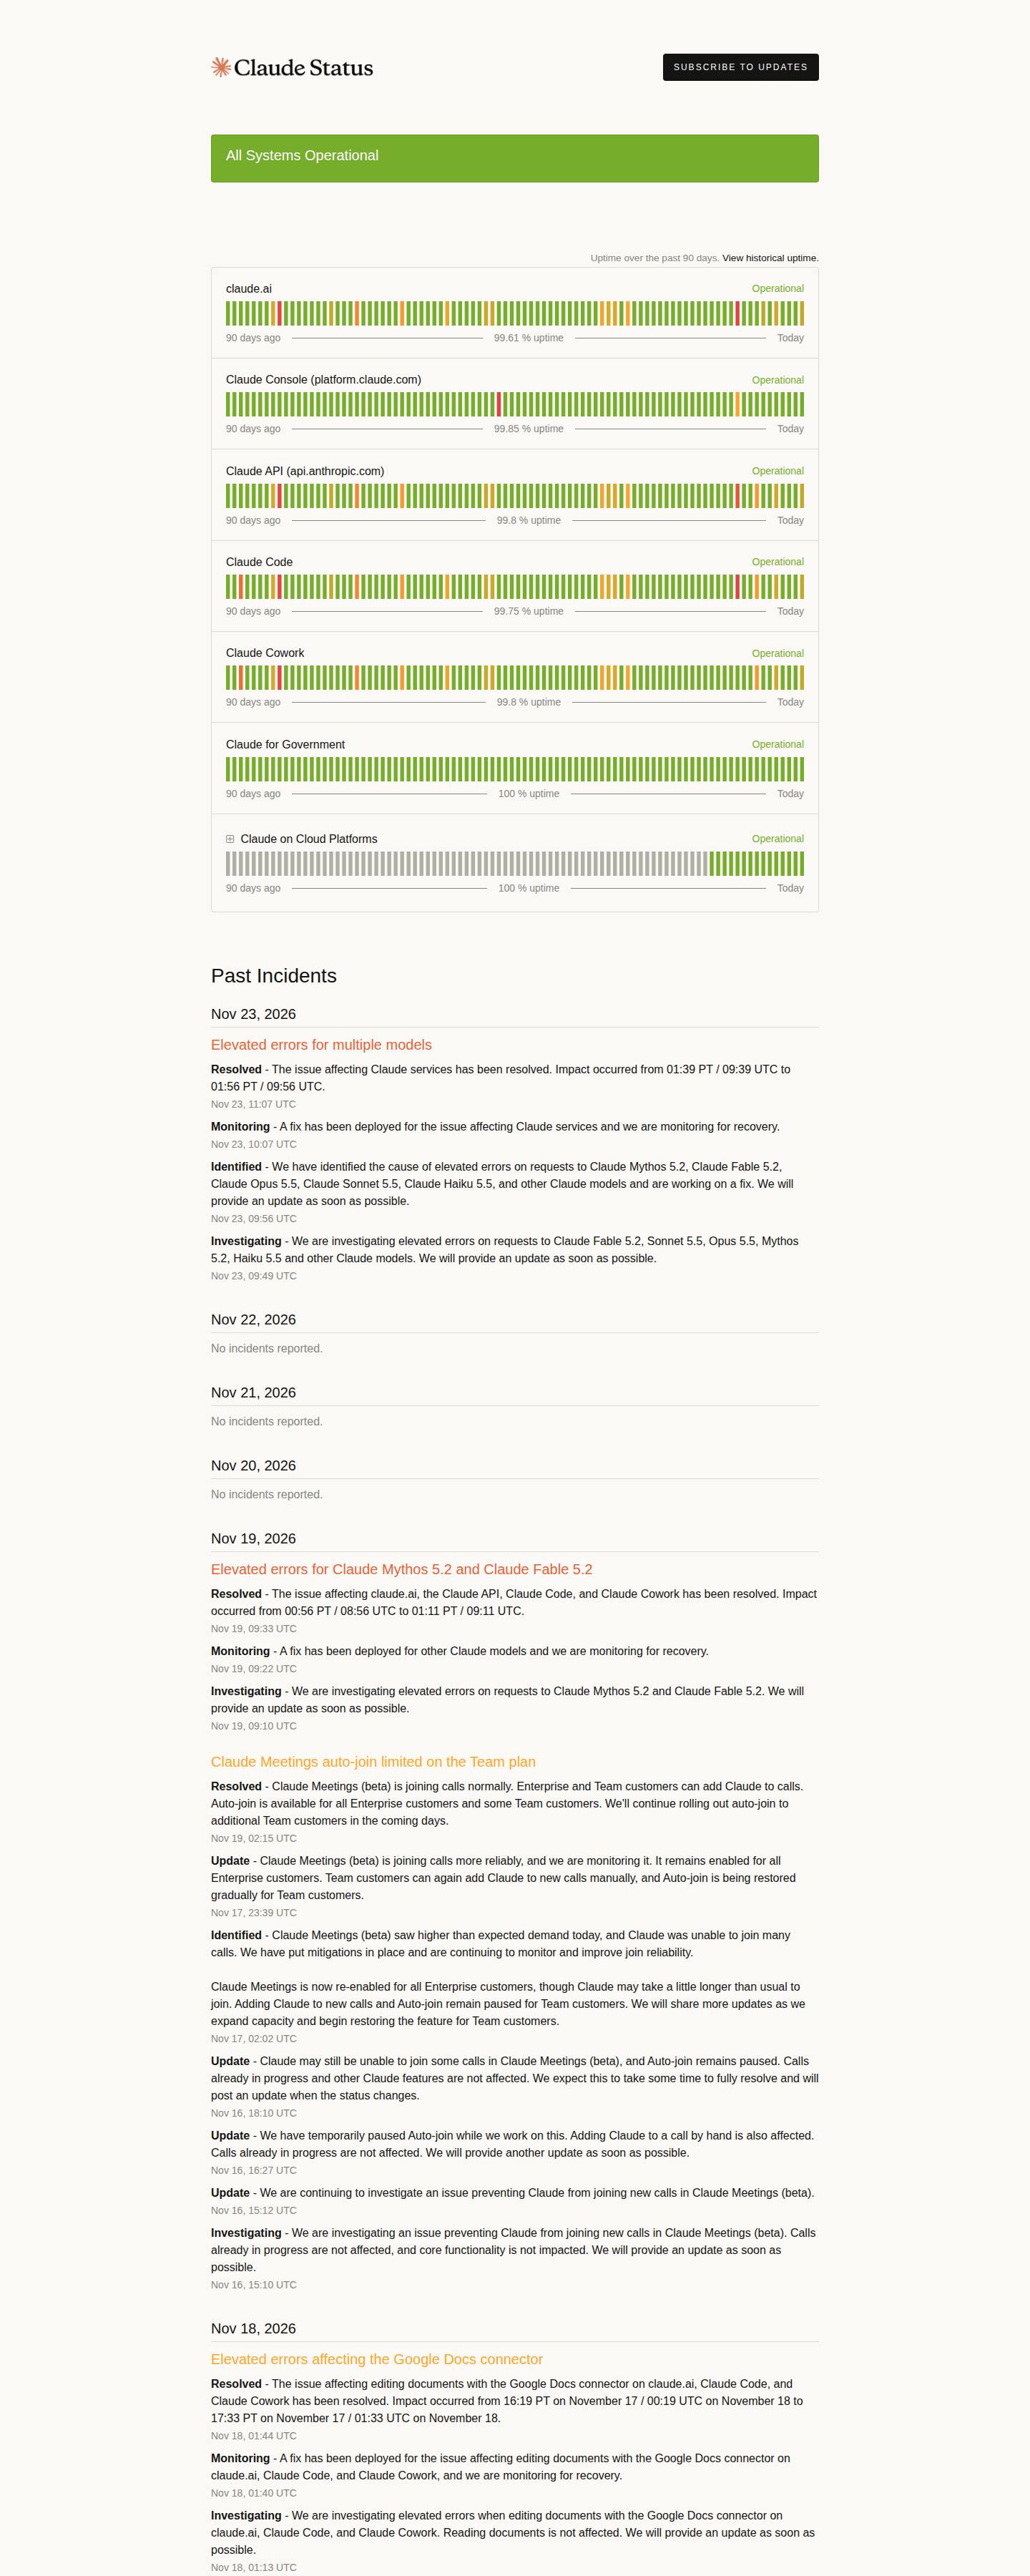 Claude Status
SUBSCRIBE TO UPDATES
All Systems Operational
Uptime over the past 90 days. View historical uptime.
claude.ai
Operational
90 days ago
99.61 % uptime
Today
Claude Console (platform.claude.com)
Operational
90 days ago
99.85 % uptime
Today
Claude API (api.anthropic.com)
Operational
90 days ago
99.8 % uptime
Today
Claude Code
Operational
90 days ago
99.75 % uptime
Today
Claude Cowork
Operational
90 days ago
99.8 % uptime
Today
Claude for Government
Operational
90 days ago
100 % uptime
Today
Claude on Cloud Platforms
Operational
90 days ago
100 % uptime
Today
Past Incidents
Nov 23, 2026
Elevated errors for multiple models
Resolved - The issue affecting Claude services has been resolved. Impact occurred from 01:39 PT / 09:39 UTC to
01:56 PT / 09:56 UTC.
Nov 23, 11:07 UTC
Monitoring - A fix has been deployed for the issue affecting Claude services and we are monitoring for recovery.
Nov 23, 10:07 UTC
Identified - We have identified the cause of elevated errors on requests to Claude Mythos 5.2, Claude Fable 5.2,
Claude Opus 5.5, Claude Sonnet 5.5, Claude Haiku 5.5, and other Claude models and are working on a fix. We will
provide an update as soon as possible.
Nov 23, 09:56 UTC
Investigating - We are investigating elevated errors on requests to Claude Fable 5.2, Sonnet 5.5, Opus 5.5, Mythos
5.2, Haiku 5.5 and other Claude models. We will provide an update as soon as possible.
Nov 23, 09:49 UTC
Nov 22, 2026
No incidents reported.
Nov 21, 2026
No incidents reported.
Nov 20, 2026
No incidents reported.
Nov 19, 2026
Elevated errors for Claude Mythos 5.2 and Claude Fable 5.2
Resolved - The issue affecting claude.ai, the Claude API, Claude Code, and Claude Cowork has been resolved. Impact
occurred from 00:56 PT / 08:56 UTC to 01:11 PT / 09:11 UTC.
Nov 19, 09:33 UTC
Monitoring - A fix has been deployed for other Claude models and we are monitoring for recovery.
Nov 19, 09:22 UTC
Investigating - We are investigating elevated errors on requests to Claude Mythos 5.2 and Claude Fable 5.2. We will
provide an update as soon as possible.
Nov 19, 09:10 UTC
Claude Meetings auto-join limited on the Team plan
Resolved - Claude Meetings (beta) is joining calls normally. Enterprise and Team customers can add Claude to calls.
Auto-join is available for all Enterprise customers and some Team customers. We'll continue rolling out auto-join to
additional Team customers in the coming days.
Nov 19, 02:15 UTC
Update - Claude Meetings (beta) is joining calls more reliably, and we are monitoring it. It remains enabled for all
Enterprise customers. Team customers can again add Claude to new calls manually, and Auto-join is being restored
gradually for Team customers.
Nov 17, 23:39 UTC
Identified - Claude Meetings (beta) saw higher than expected demand today, and Claude was unable to join many
calls. We have put mitigations in place and are continuing to monitor and improve join reliability.
Claude Meetings is now re-enabled for all Enterprise customers, though Claude may take a little longer than usual to
join. Adding Claude to new calls and Auto-join remain paused for Team customers. We will share more updates as we
expand capacity and begin restoring the feature for Team customers.
Nov 17, 02:02 UTC
Update - Claude may still be unable to join some calls in Claude Meetings (beta), and Auto-join remains paused. Calls
already in progress and other Claude features are not affected. We expect this to take some time to fully resolve and will
post an update when the status changes.
Nov 16, 18:10 UTC
Update - We have temporarily paused Auto-join while we work on this. Adding Claude to a call by hand is also affected.
Calls already in progress are not affected. We will provide another update as soon as possible.
Nov 16, 16:27 UTC
Update - We are continuing to investigate an issue preventing Claude from joining new calls in Claude Meetings (beta).
Nov 16, 15:12 UTC
Investigating - We are investigating an issue preventing Claude from joining new calls in Claude Meetings (beta). Calls
already in progress are not affected, and core functionality is not impacted. We will provide an update as soon as
possible.
Nov 16, 15:10 UTC
Nov 18, 2026
Elevated errors affecting the Google Docs connector
Resolved - The issue affecting editing documents with the Google Docs connector on claude.ai, Claude Code, and
Claude Cowork has been resolved. Impact occurred from 16:19 PT on November 17 / 00:19 UTC on November 18 to
17:33 PT on November 17 / 01:33 UTC on November 18.
Nov 18, 01:44 UTC
Monitoring - A fix has been deployed for the issue affecting editing documents with the Google Docs connector on
claude.ai, Claude Code, and Claude Cowork, and we are monitoring for recovery.
Nov 18, 01:40 UTC
Investigating - We are investigating elevated errors when editing documents with the Google Docs connector on
claude.ai, Claude Code, and Claude Cowork. Reading documents is not affected. We will provide an update as soon as
possible.
Nov 18, 01:13 UTC